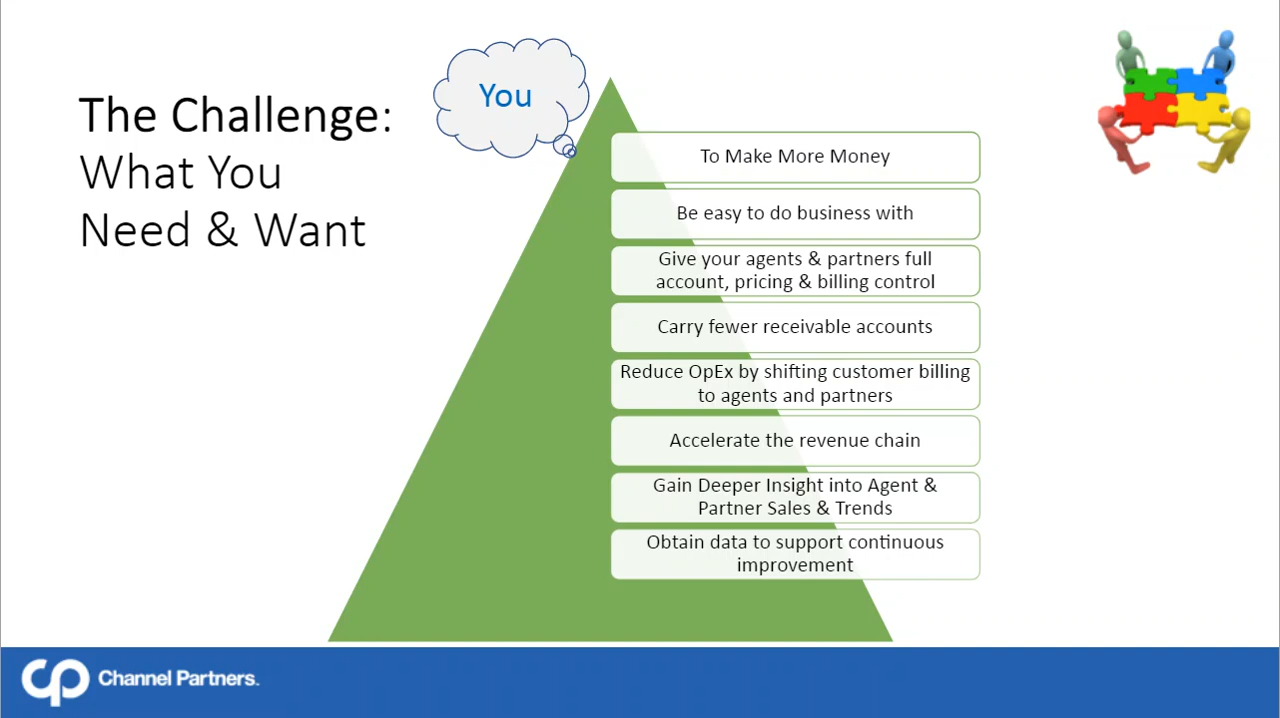 The Challenge:
What You
Need & Want
You
To Make More Money
Be easy to do business with
Give your agents & partners full
account, pricing & billing control
Carry fewer receivable accounts
Reduce OpEx by shifting customer billing
to agents and partners
Accelerate the revenue chain
Gain Deeper Insight into Agent &
Partner Sales & Trends
Obtain data to support continuous
improvement
cp Channel Partners.